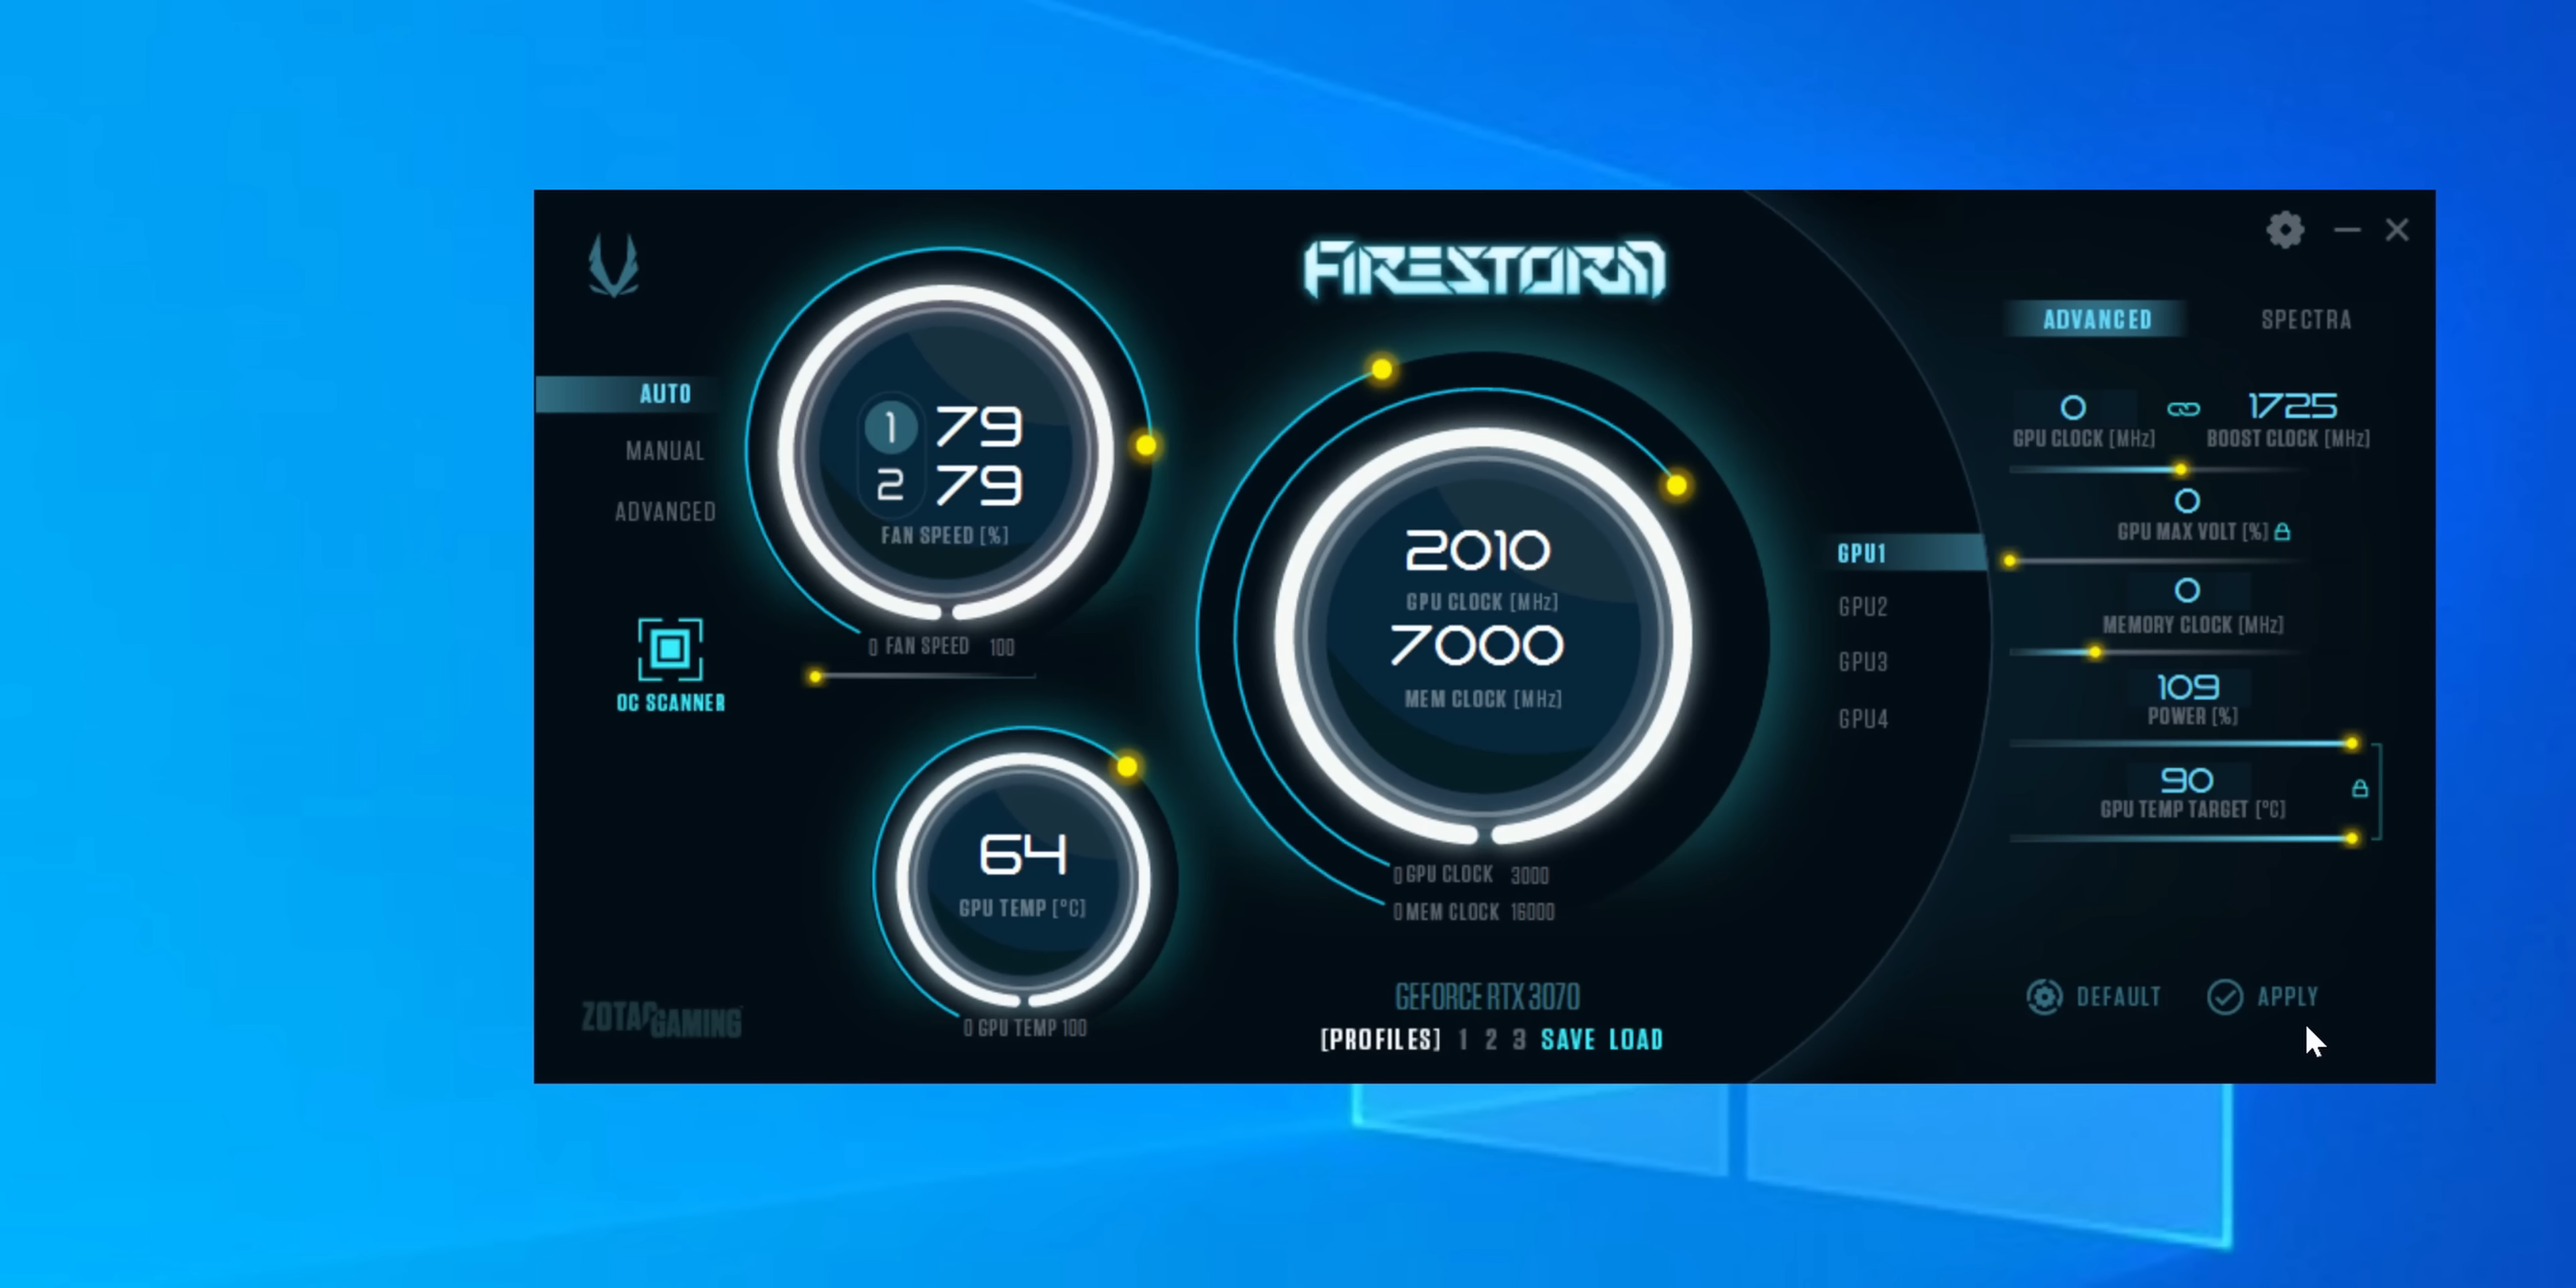 FIRESTORM
ADVANCED SPECTRA
AUTO
MANUAL
ADVANCED
1 79
2 79
FAN SPEED [%]
0 FAN SPEED 100
OC SCANNER
64
GPU TEMP [°C]
0 GPU TEMP 100
2010
GPU CLOCK [MHz]
7000
MEM CLOCK [MHz]
0 GPU CLOCK 3000
0 MEM CLOCK 16000
GPU1
GPU2
GPU3
GPU4
0 1725
GPU CLOCK [MHz] BOOST CLOCK [MHz]
0
GPU MAX VOLT [%]
0
MEMORY CLOCK [MHz]
109
POWER [%]
90
GPU TEMP TARGET [°C]
DEFAULT APPLY
ZOTAC GAMING
GEFORCE RTX 3070
[PROFILES] 1 2 3 SAVE LOAD